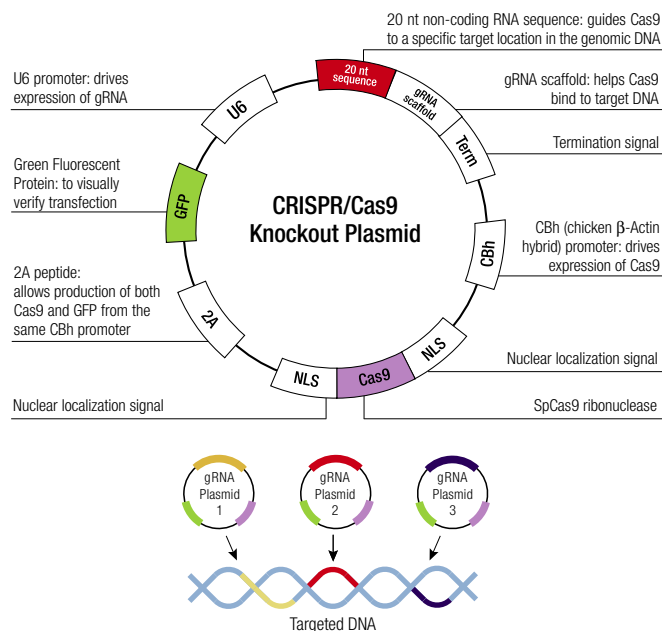 20 nt non-coding RNA sequence: guides Cas9
to a specific target location in the genomic DNA
U6 promoter: drives
expression of gRNA
20 nt
sequence
gRNA
scaffold
gRNA scaffold: helps Cas9
bind to target DNA
U6
Term
Termination signal
Green Fluorescent
Protein: to visually
verify transfection
GFP
CRISPR/Cas9
Knockout Plasmid
CBh
CBh (chicken β-Actin
hybrid) promoter: drives
expression of Cas9
2A peptide:
allows production of both
Cas9 and GFP from the
same CBh promoter
2A
NLS
Cas9
NLS
Nuclear localization signal
Nuclear localization signal
SpCas9 ribonuclease
gRNA
Plasmid
1
gRNA
Plasmid
2
gRNA
Plasmid
3
Targeted DNA